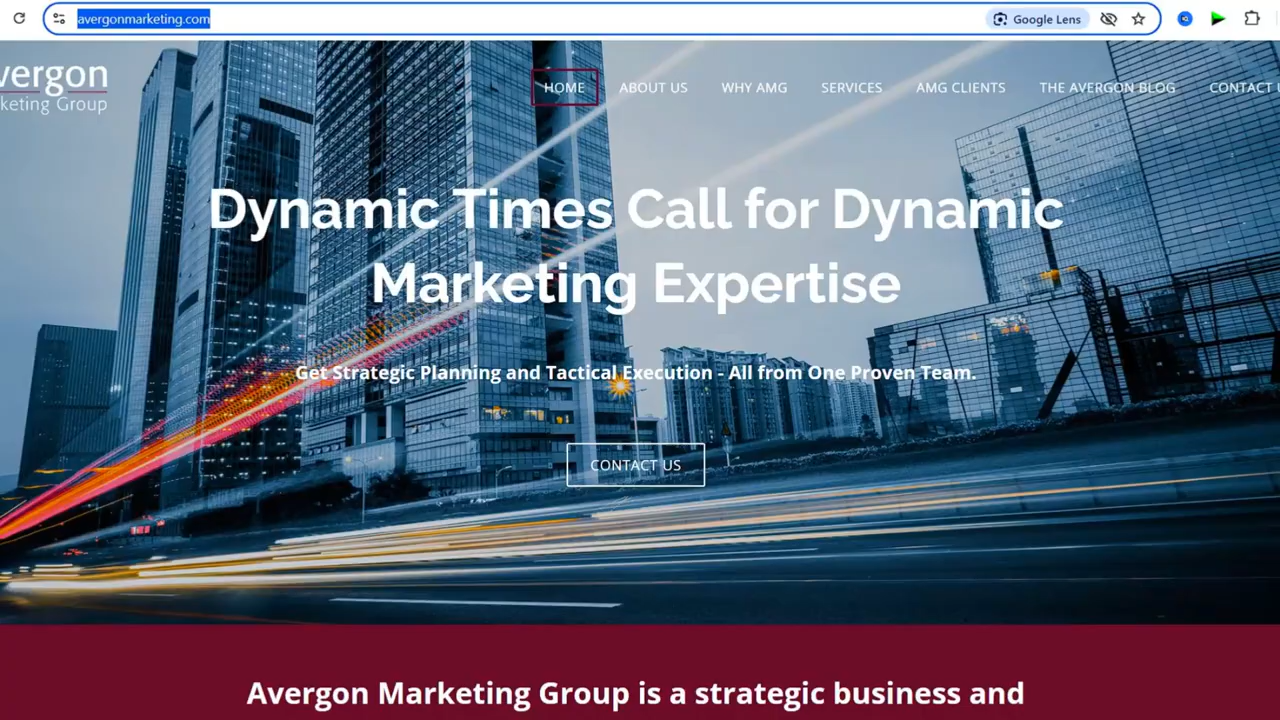 avergonmarketing.com
Google Lens
vergon
keting Group
HOME
ABOUT US
WHY AMG
SERVICES
AMG CLIENTS
THE AVERGON BLOG
CONTACT U
Dynamic Times Call for Dynamic
Marketing Expertise
Get Strategic Planning and Tactical Execution - All from One Proven Team.
CONTACT US
Avergon Marketing Group is a strategic business and